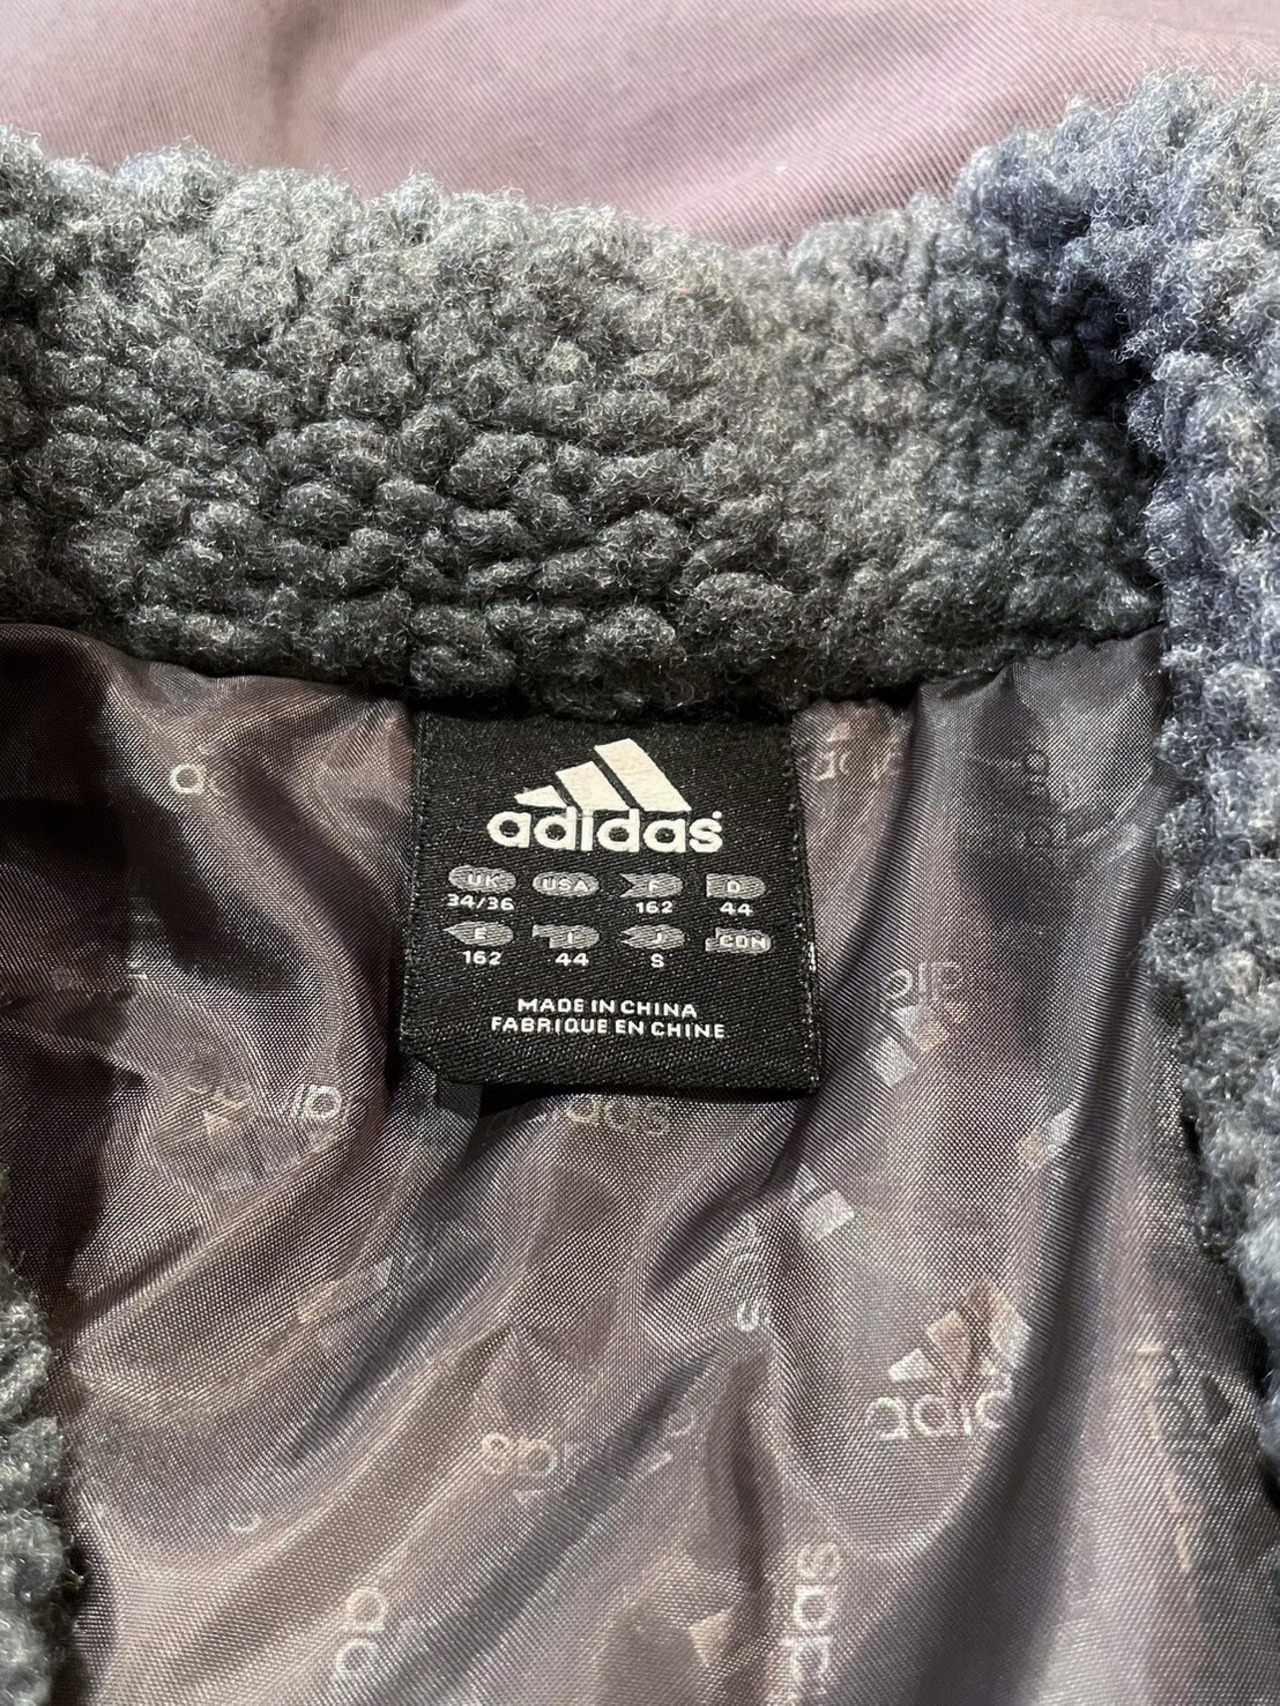 adidas
UK USA F D
34/36 162 44
E I J CDN
162 44 S
MADE IN CHINA
FABRIQUE EN CHINE